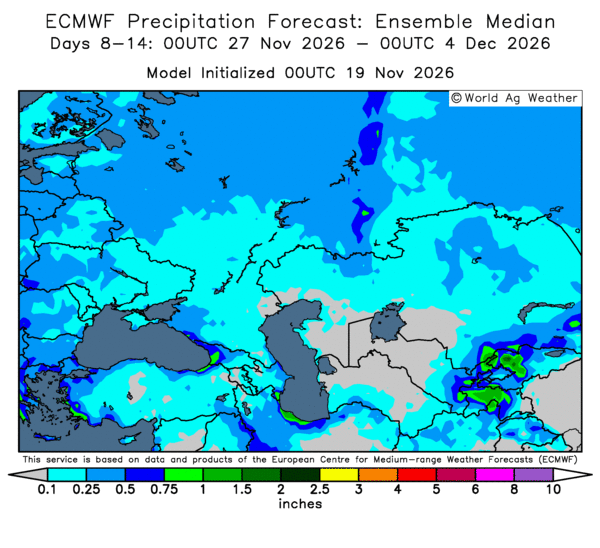 ECMWF Precipitation Forecast: Ensemble Median
Days 8-14: 00UTC 27 Nov 2026 - 00UTC 4 Dec 2026
Model Initialized 00UTC 19 Nov 2026
© World Ag Weather
This service is based on data and products of the European Centre for Medium-range Weather Forecasts (ECMWF)
0.1 0.25 0.5 0.75 1 1.5 2 2.5 3 4 5 6 8 10
inches